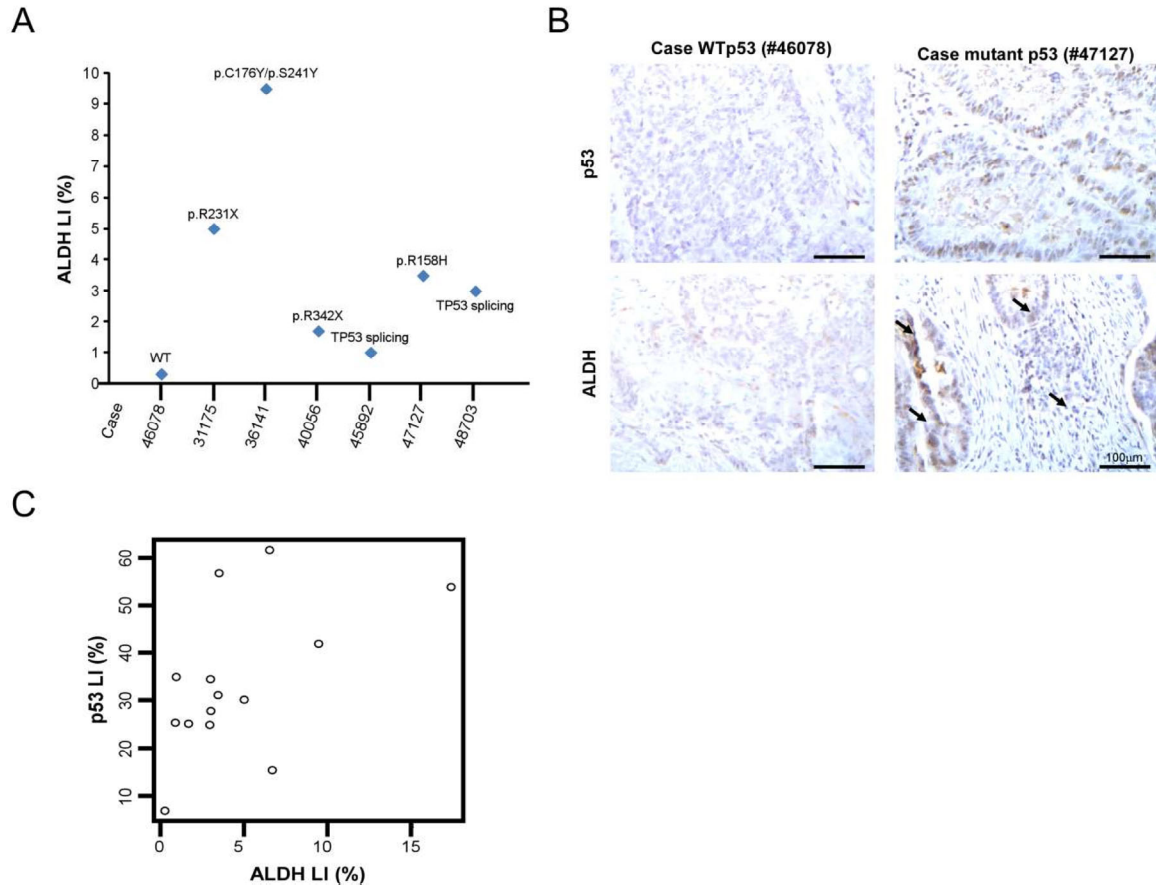 A
ALDH LI (%)
10
9
8
7
6
5
4
3
2
1
0
p.C176Y/p.S241Y
p.R231X
p.R158H
p.R342X
TP53 splicing
TP53 splicing
WT
Case
46078
31175
36141
40056
45892
47127
48703
B
Case WTp53 (#46078)
Case mutant p53 (#47127)
p53
ALDH
100µm
C
p53 LI (%)
60
50
40
30
20
10
0
5
10
15
ALDH LI (%)